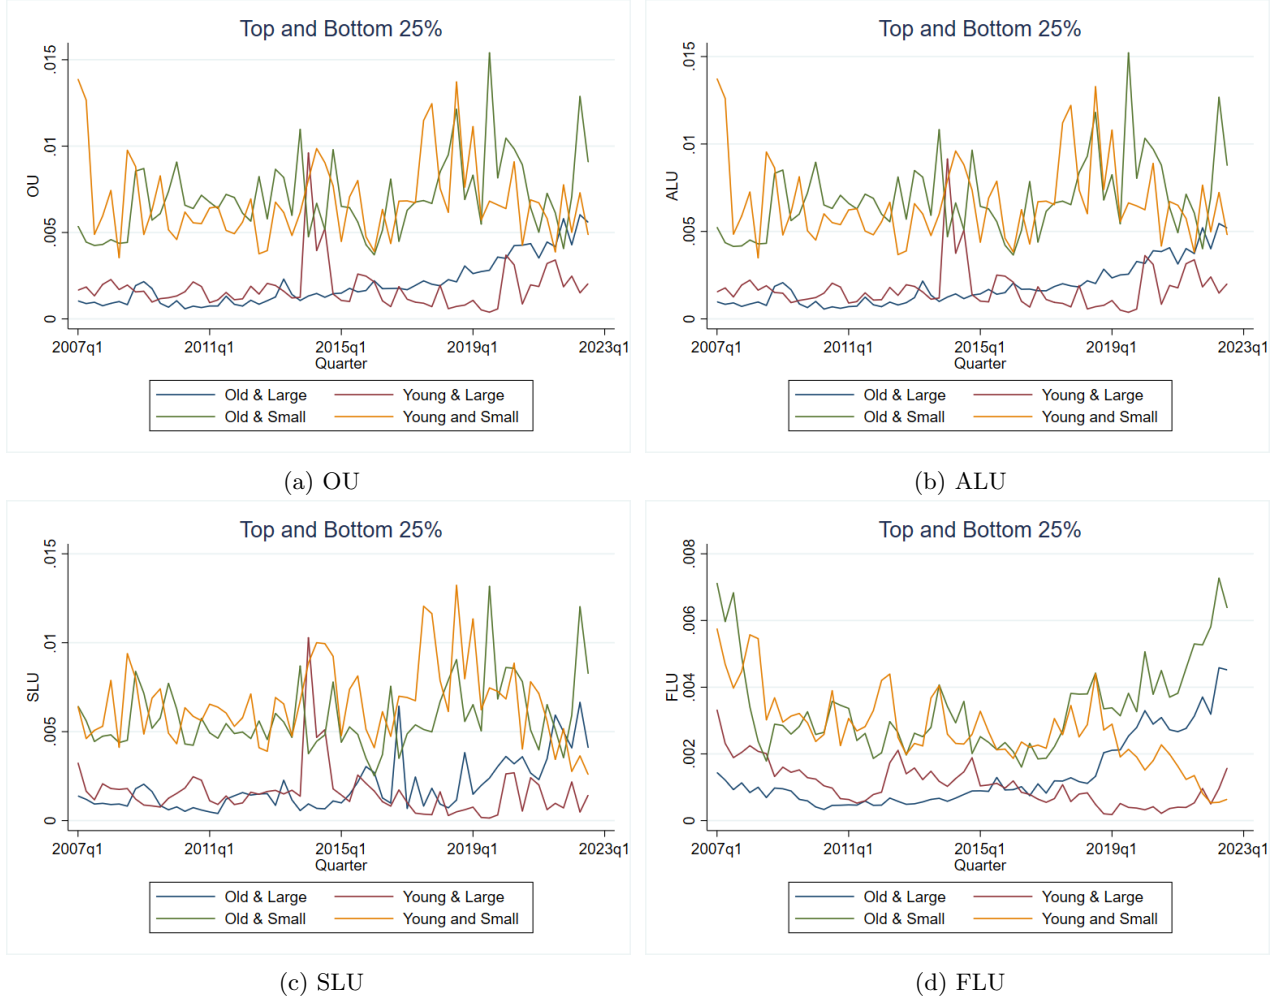 Top and Bottom 25%
.015
.01
.005
0
OU
2007q1 2011q1 2015q1 2019q1 2023q1
Quarter
Old & Large Young & Large
Old & Small Young and Small
(a) OU
Top and Bottom 25%
.015
.01
.005
0
ALU
2007q1 2011q1 2015q1 2019q1 2023q1
Quarter
Old & Large Young & Large
Old & Small Young and Small
(b) ALU
Top and Bottom 25%
.015
.01
.005
0
SLU
2007q1 2011q1 2015q1 2019q1 2023q1
Quarter
Old & Large Young & Large
Old & Small Young and Small
(c) SLU
Top and Bottom 25%
.008
.006
.004
.002
0
FLU
2007q1 2011q1 2015q1 2019q1 2023q1
Quarter
Old & Large Young & Large
Old & Small Young and Small
(d) FLU